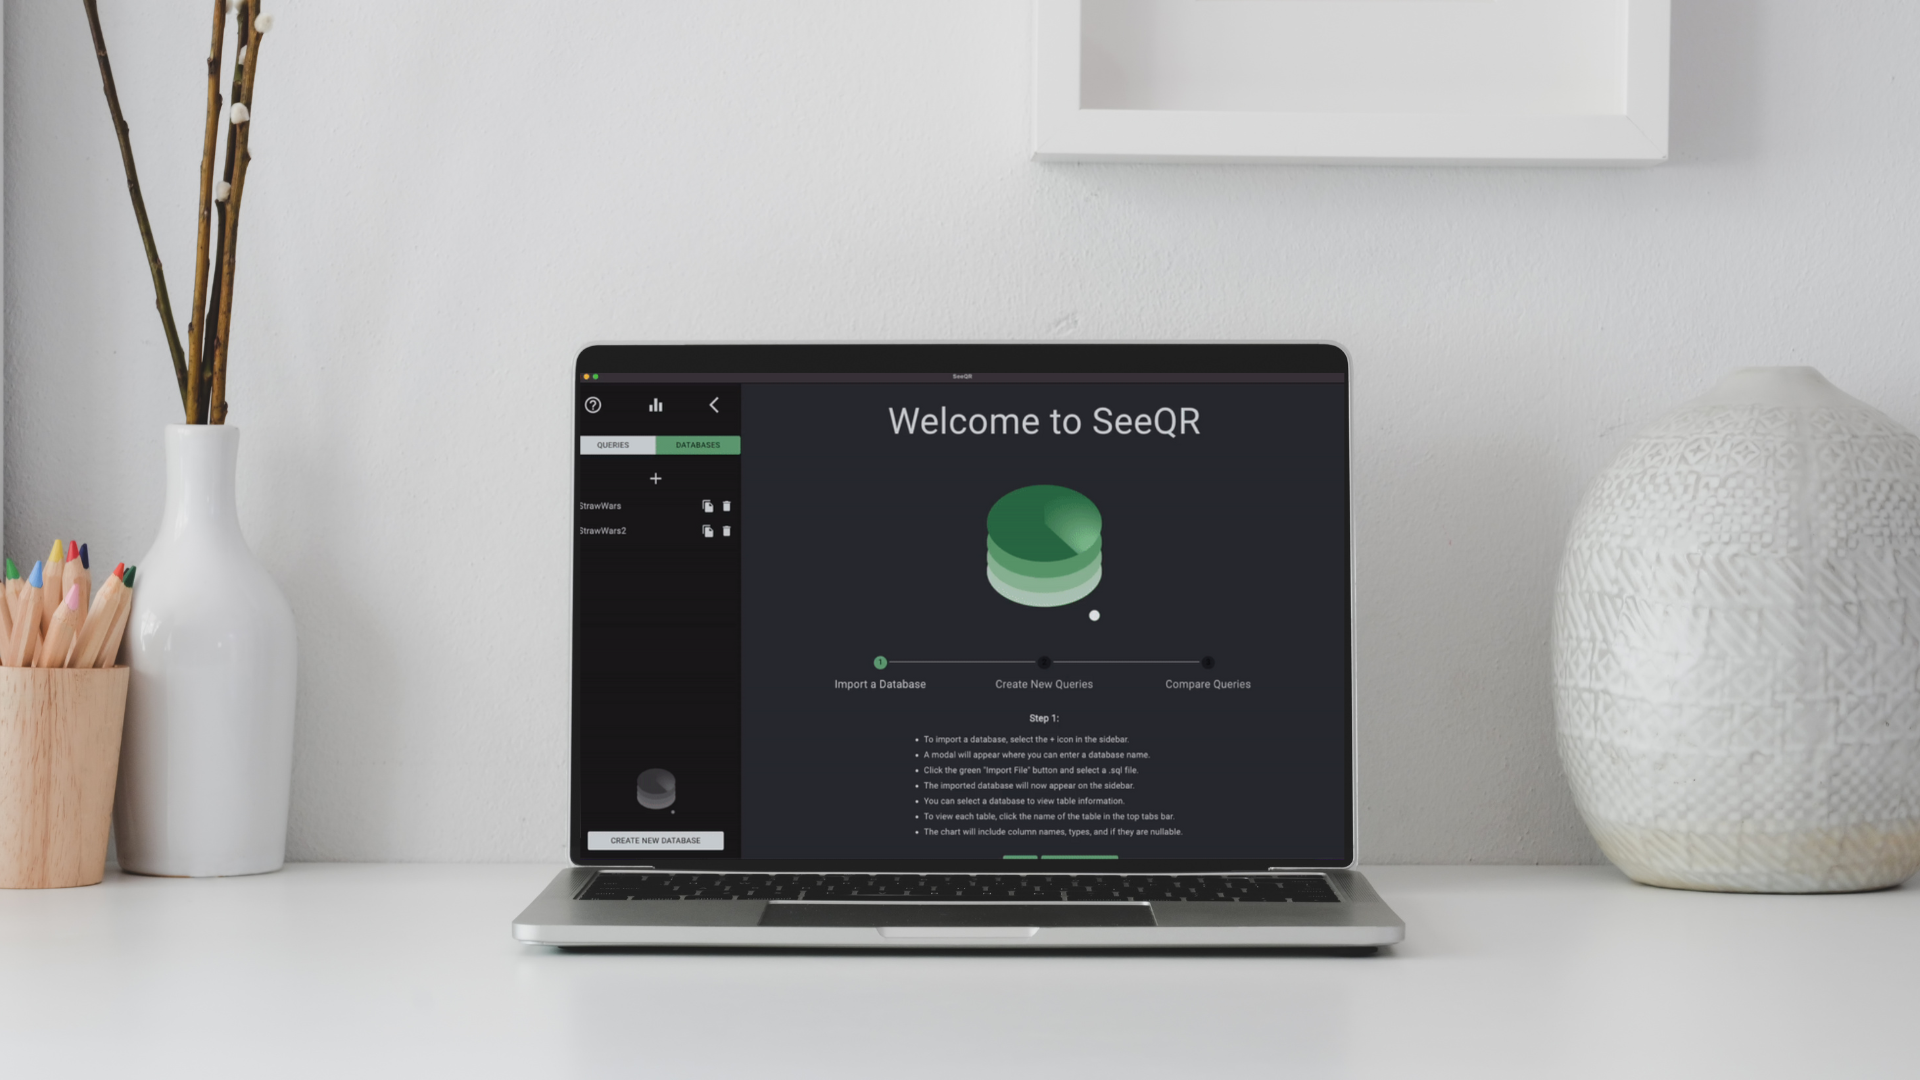 SeeQR
QUERIES
DATABASES
+
StrawWars
StrawWars2
CREATE NEW DATABASE
Welcome to SeeQR
1
Import a Database
Create New Queries
Compare Queries
Step 1:
• To import a database, select the + icon in the sidebar.
• A modal will appear where you can enter a database name.
• Click the green "Import File" button and select a .sql file.
• The imported database will now appear on the sidebar.
• You can select a database to view table information.
• To view each table, click the name of the table in the top tabs bar.
• The chart will include column names, types, and if they are nullable.